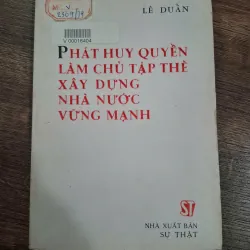 LÊ DUẨN
V 00016404
PHÁT HUY QUYỀN
LÀM CHỦ TẬP THỂ
XÂY DỰNG
NHÀ NƯỚC
VỮNG MẠNH
ST
NHÀ XUẤT BẢN
SỰ THẬT